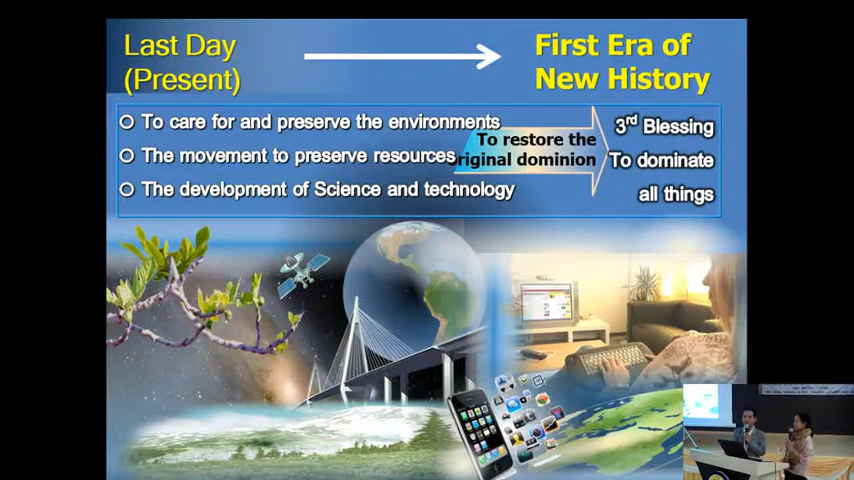 Last Day
(Present)
First Era of
New History
To care for and preserve the environments
The movement to preserve resources
The development of Science and technology
To restore the
original dominion
3rd Blessing
To dominate
all things